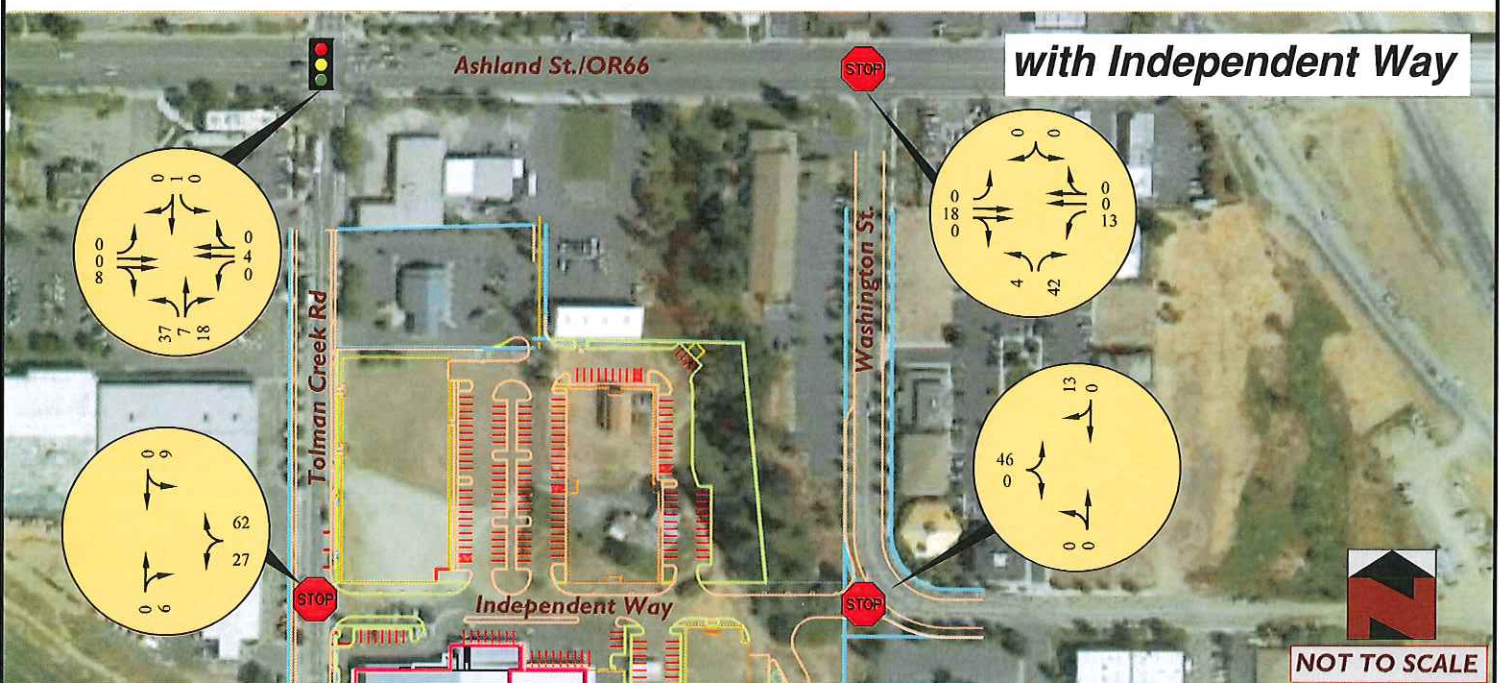 Ashland St./OR66
STOP
with Independent Way
0 1 0
0
0
8
0
4
0
37 7 18
0 0
0
18
0
0
0
13
4 42
Tolman Creek Rd
Washington St.
0 9
62
27
0 6
13 0
46
0
0 0
STOP
Independent Way
STOP
N
NOT TO SCALE